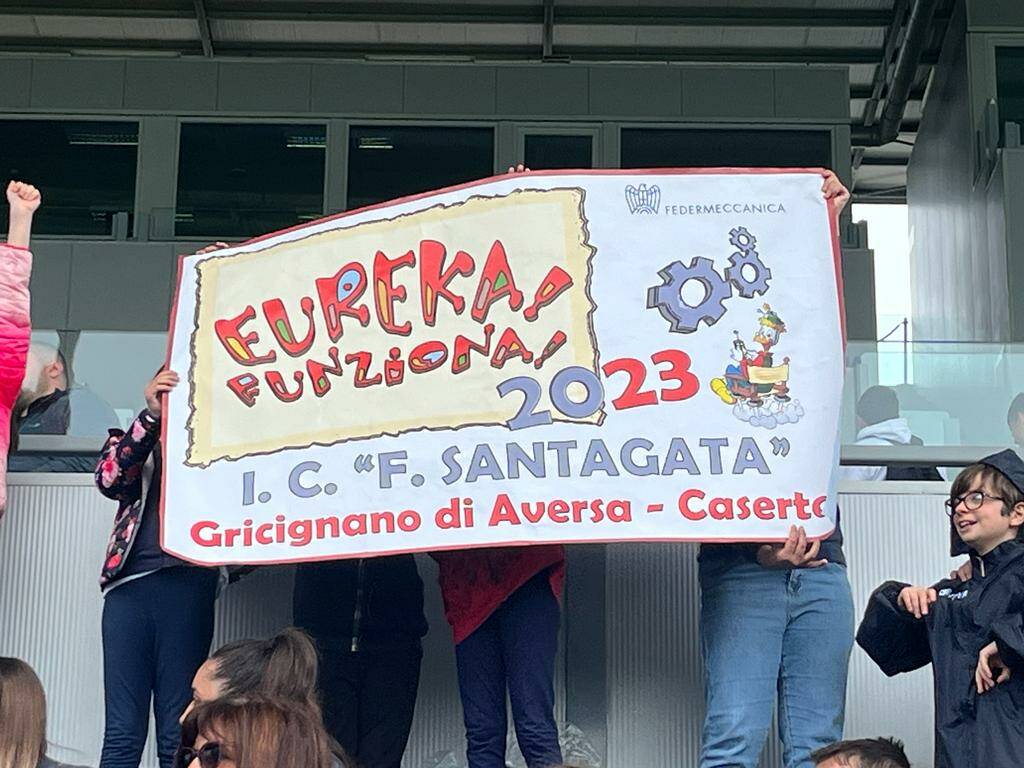 FEDERMECCANICA
EUREKA!
FUNZIONA!
2023
I. C. “F. SANTAGATA”
Gricignano di Aversa - Caserta